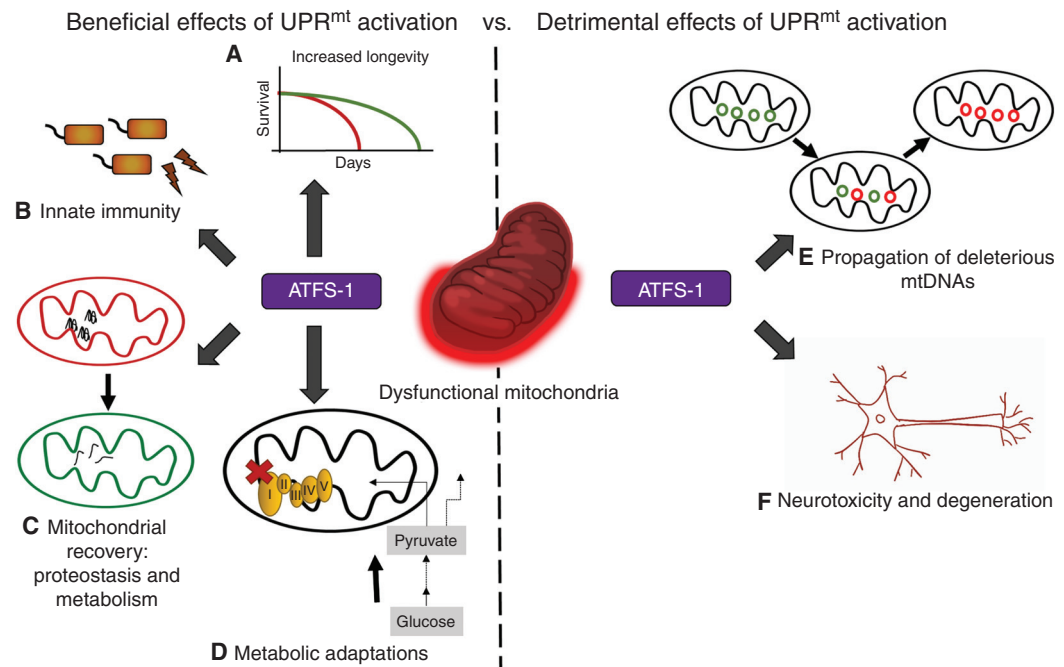 Beneficial effects of UPRmt activation vs. Detrimental effects of UPRmt activation
A
Increased longevity
Survival
Days
B Innate immunity
ATFS-1
C Mitochondrial
recovery:
proteostasis and
metabolism
I
II
III
IV
V
Pyruvate
Glucose
D Metabolic adaptations
Dysfunctional mitochondria
ATFS-1
E Propagation of deleterious
mtDNAs
F Neurotoxicity and degeneration